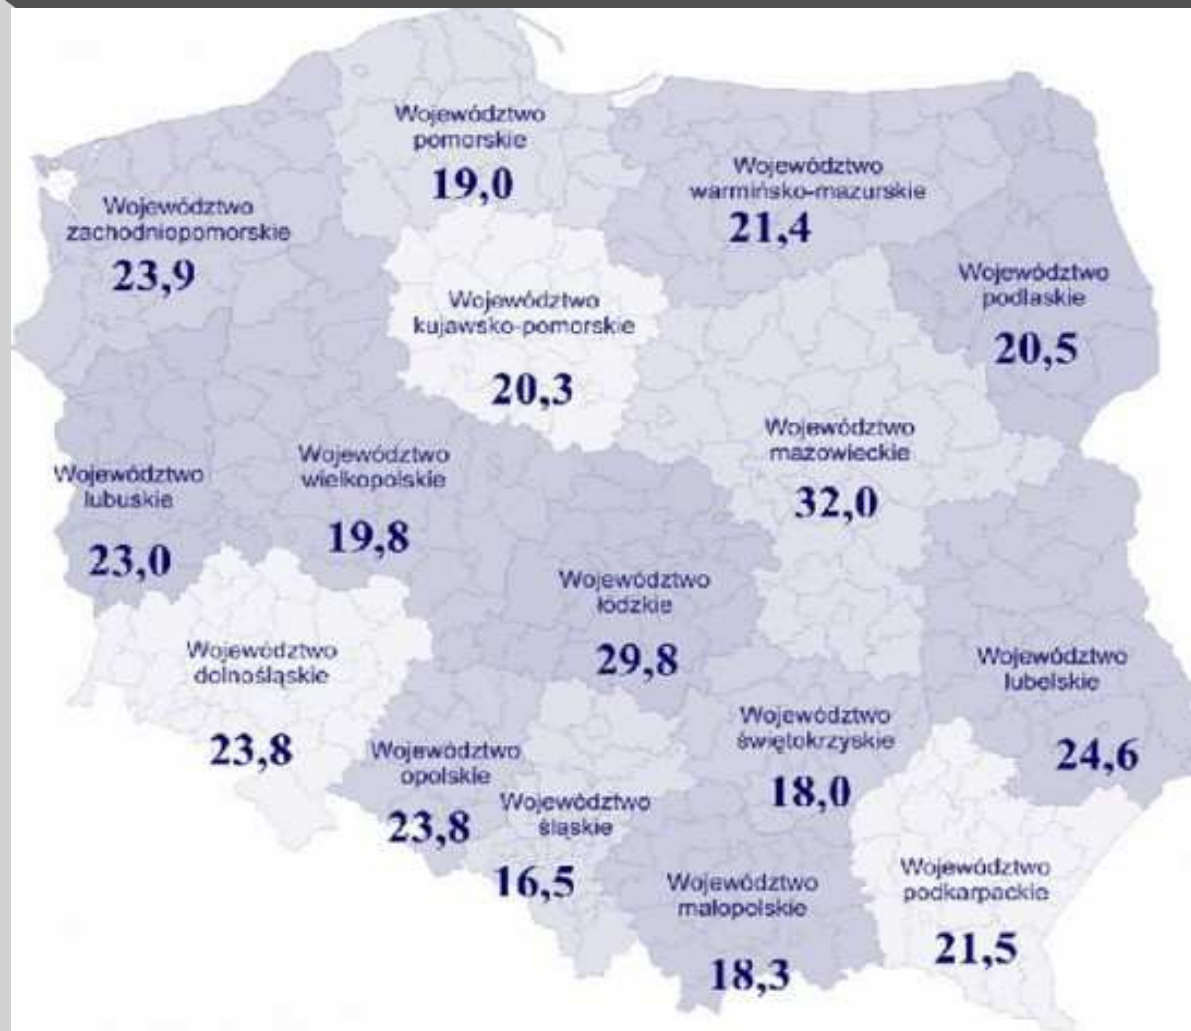 Województwo
pomorskie
19,0
Województwo
warmińsko-mazurskie
21,4
Województwo
zachodniopomorskie
23,9
Województwo
podlaskie
20,5
Województwo
kujawsko-pomorskie
20,3
Województwo
mazowieckie
32,0
Województwo
wielkopolskie
19,8
Województwo
lubuskie
23,0
Województwo
łódzkie
29,8
Województwo
dolnośląskie
23,8
Województwo
lubelskie
24,6
Województwo
świętokrzyskie
18,0
Województwo
opolskie
23,8
Województwo
śląskie
16,5
Województwo
małopolskie
18,3
Województwo
podkarpackie
21,5